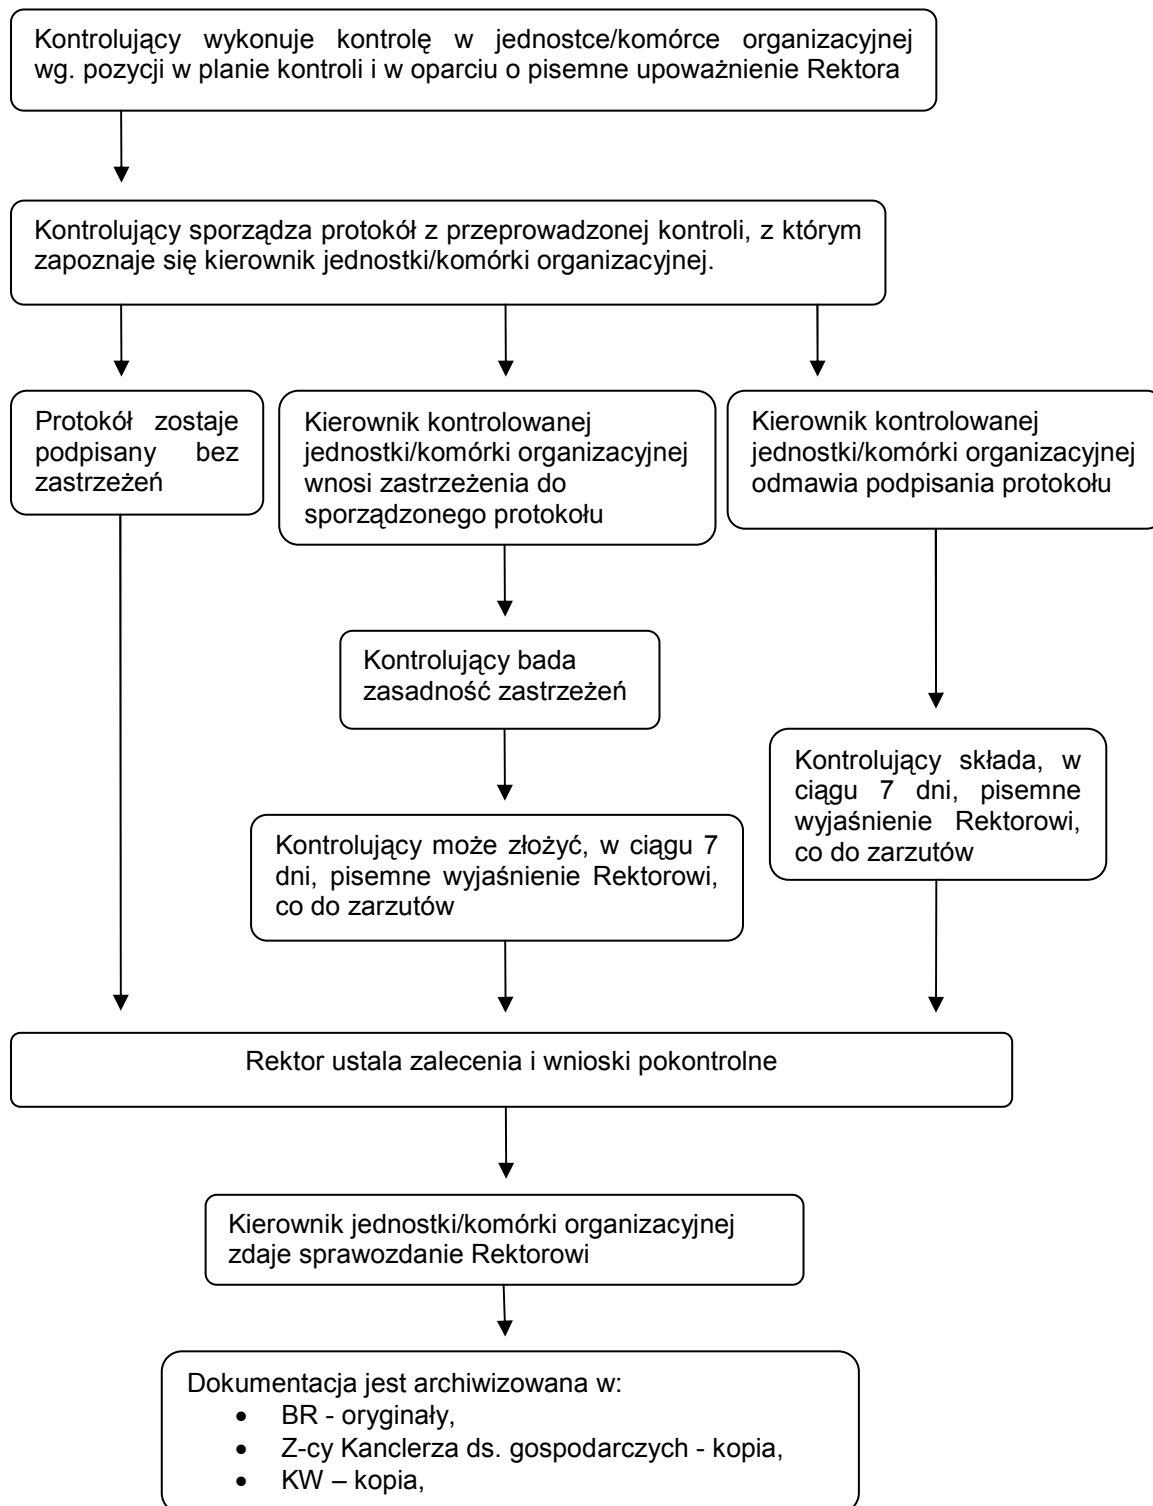 Kontrolujący wykonuje kontrolę w jednostce/komórce organizacyjnej
wg. pozycji w planie kontroli i w oparciu o pisemne upoważnienie Rektora
Kontrolujący sporządza protokół z przeprowadzonej kontroli, z którym
zapoznaje się kierownik jednostki/komórki organizacyjnej.
Protokół zostaje
podpisany bez
zastrzeżeń
Kierownik kontrolowanej
jednostki/komórki organizacyjnej
wnosi zastrzeżenia do
sporządzonego protokołu
Kierownik kontrolowanej
jednostki/komórki organizacyjnej
odmawia podpisania protokołu
Kontrolujący bada
zasadność zastrzeżeń
Kontrolujący składa, w
ciągu 7 dni, pisemne
wyjaśnienie Rektorowi,
co do zarzutów
Kontrolujący może złożyć, w ciągu 7
dni, pisemne wyjaśnienie Rektorowi,
co do zarzutów
Rektor ustala zalecenia i wnioski pokontrolne
Kierownik jednostki/komórki organizacyjnej
zdaje sprawozdanie Rektorowi
Dokumentacja jest archiwizowana w:
• BR - oryginały,
• Z-cy Kanclerza ds. gospodarczych - kopia,
• KW – kopia,